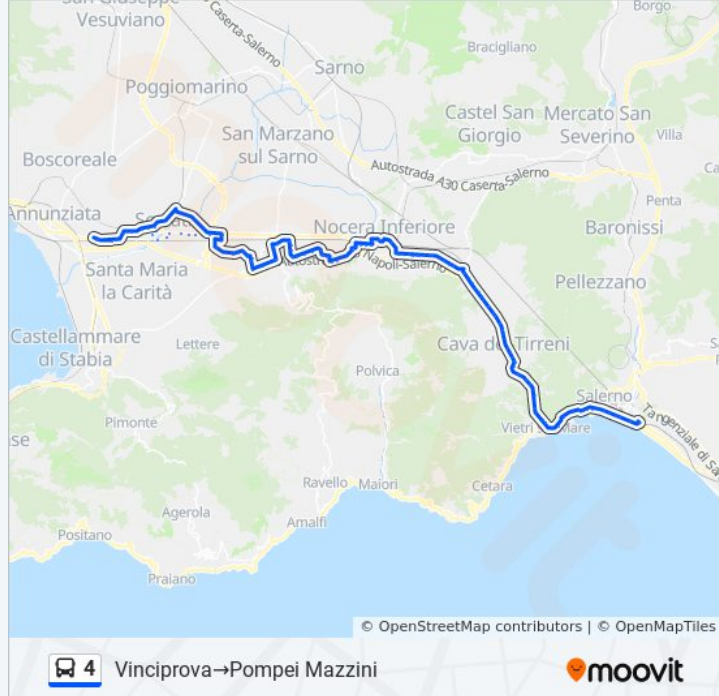 Borgo
Vesuviano
Caserta-Salerno
Bracigliano
Sarno
Poggiomarino
Castel San
Giorgio
Mercato San
Severino
San Marzano
sul Sarno
Villa
Boscoreale
Autostrada A30 Caserta-Salerno
Penta
Annunziata
Nocera Inferiore
Baronissi
Santa Maria
la Carità
Napoli-Salerno
Pellezzano
Castellammare
di Stabia
Lettere
Cava de' Tirreni
Polvica
Salerno
Tangenziale di Sa
Pimonte
Vietri sul Mare
Ravello
Maiori
Cetara
Agerola
Amalfi
Positano
Praiano
© OpenStreetMap contributors | © OpenMapTiles
4 Vinciprova→Pompei Mazzini
moovit